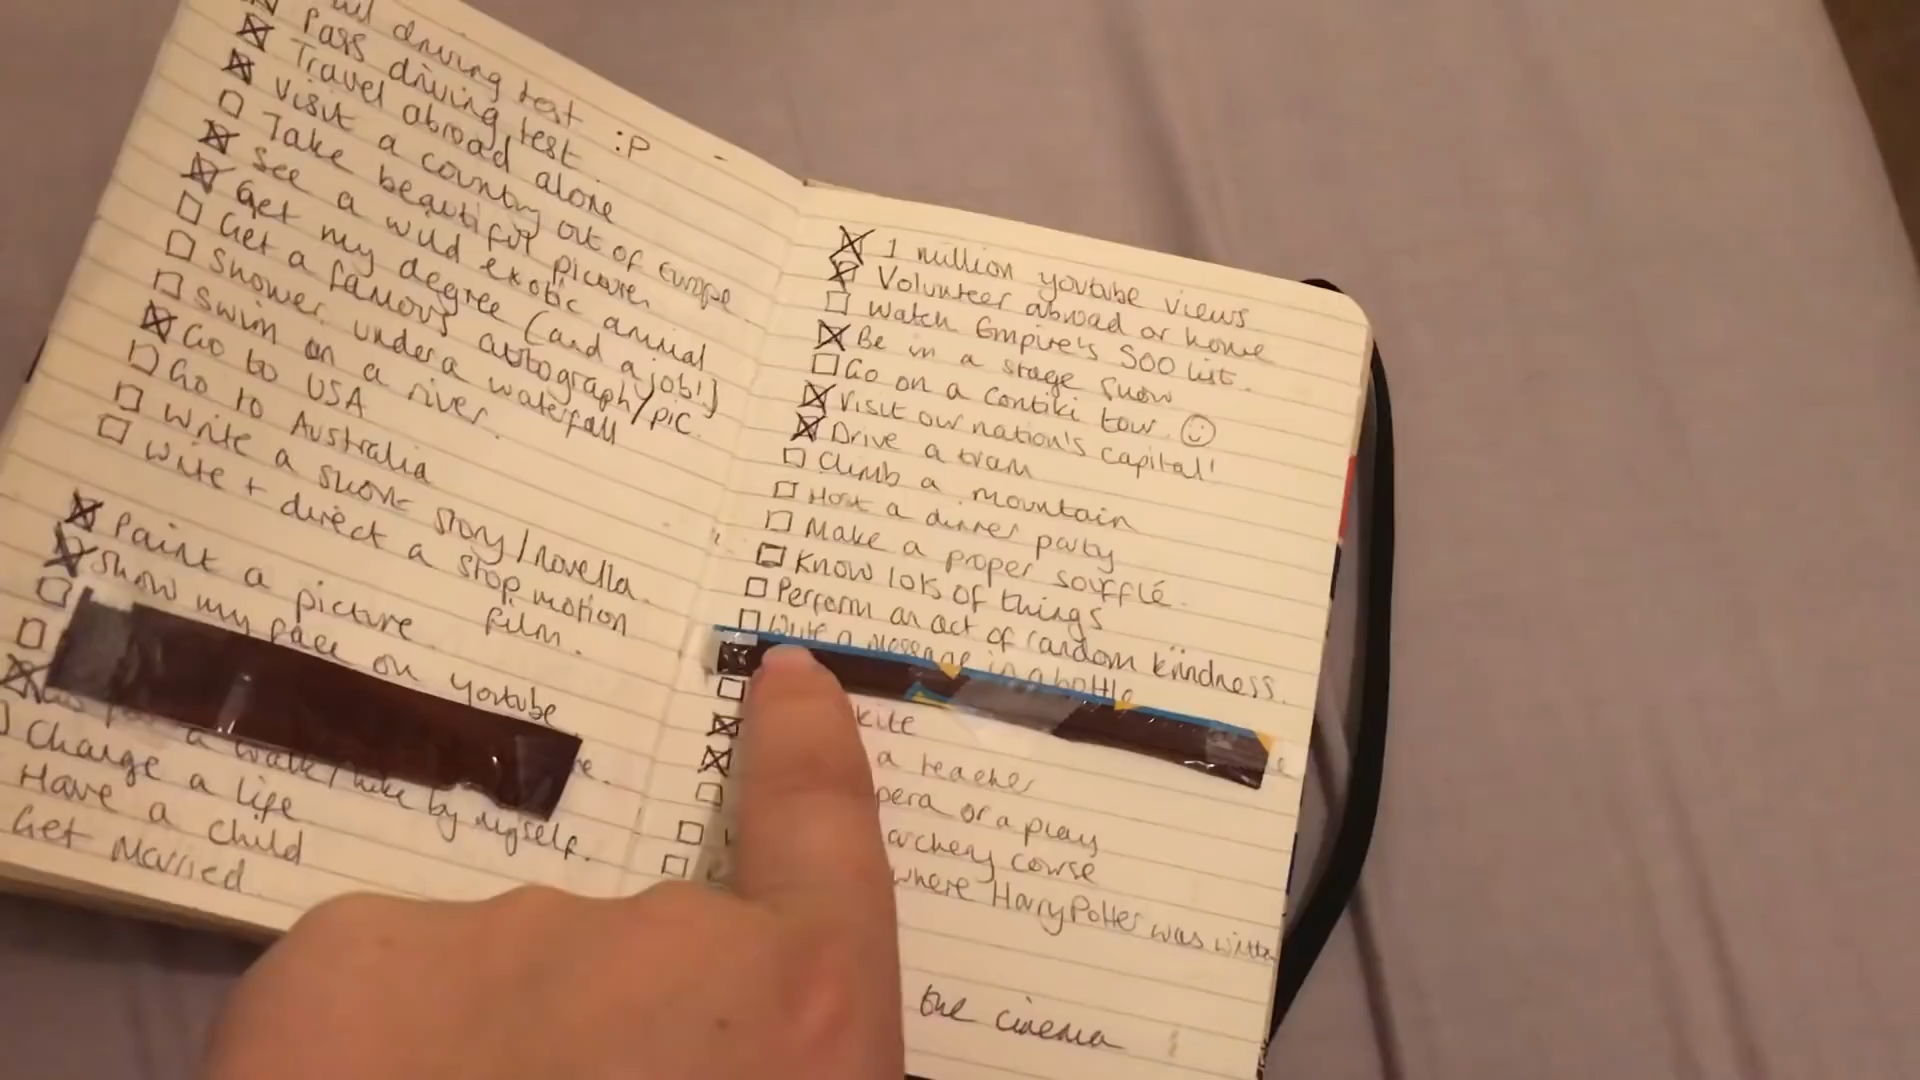 driving test :P
Pass driving test
Travel abroad alone
Visit a country out of Europe
Take beautiful pictures
See a wild exotic animal
Get my degree (and a job!)
Get a famous autograph/pic.
Shower under a waterfall
Swim in a river.
Go to USA
Go to Australia
Write a short story/novella.
Write + direct a stop motion
film.
Paint a picture
Show my face on youtube
a walk/hike by myself.
Change a life
Have a child
Get Married
1 million youtube views
Volunteer abroad or home
Watch Empire's 500 list.
Be in a stage show
Go on a contiki tour
Visit our nation's capital!
Drive a tram
Climb a mountain
Host a dinner party
Make a proper soufflé.
Know lots of things
Perform an act of random kindness.
Write a message in a bottle
kite
a teacher
pera or a play
archery course
where Harry Potter was written
the cinema